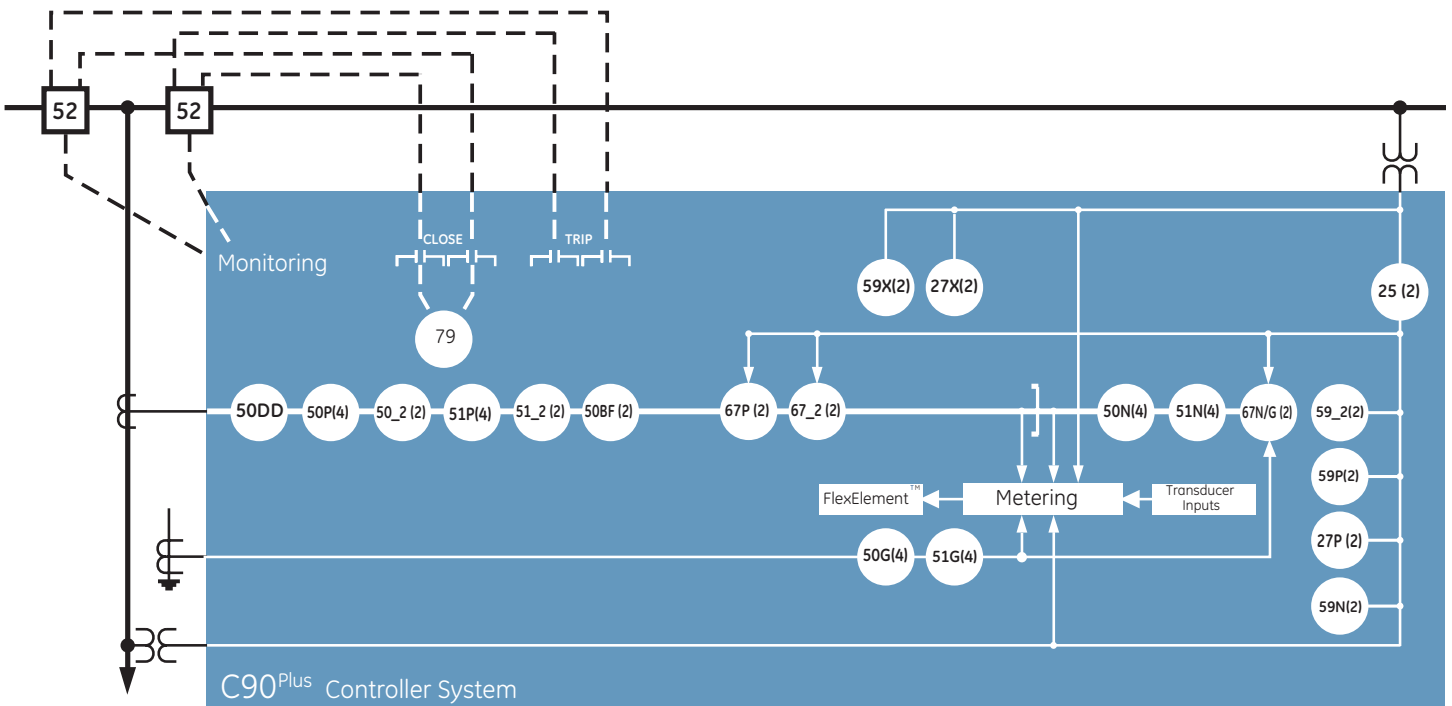 52
52
CLOSE
TRIP
Monitoring
59X(2)
27X(2)
25 (2)
79
50DD
50P(4)
50_2 (2)
51P(4)
51_2 (2)
50BF (2)
67P (2)
67_2 (2)
50N(4)
51N(4)
67N/G (2)
59_2(2)
59P(2)
FlexElement™
Metering
Transducer
Inputs
27P (2)
50G(4)
51G(4)
59N(2)
C90Plus Controller System